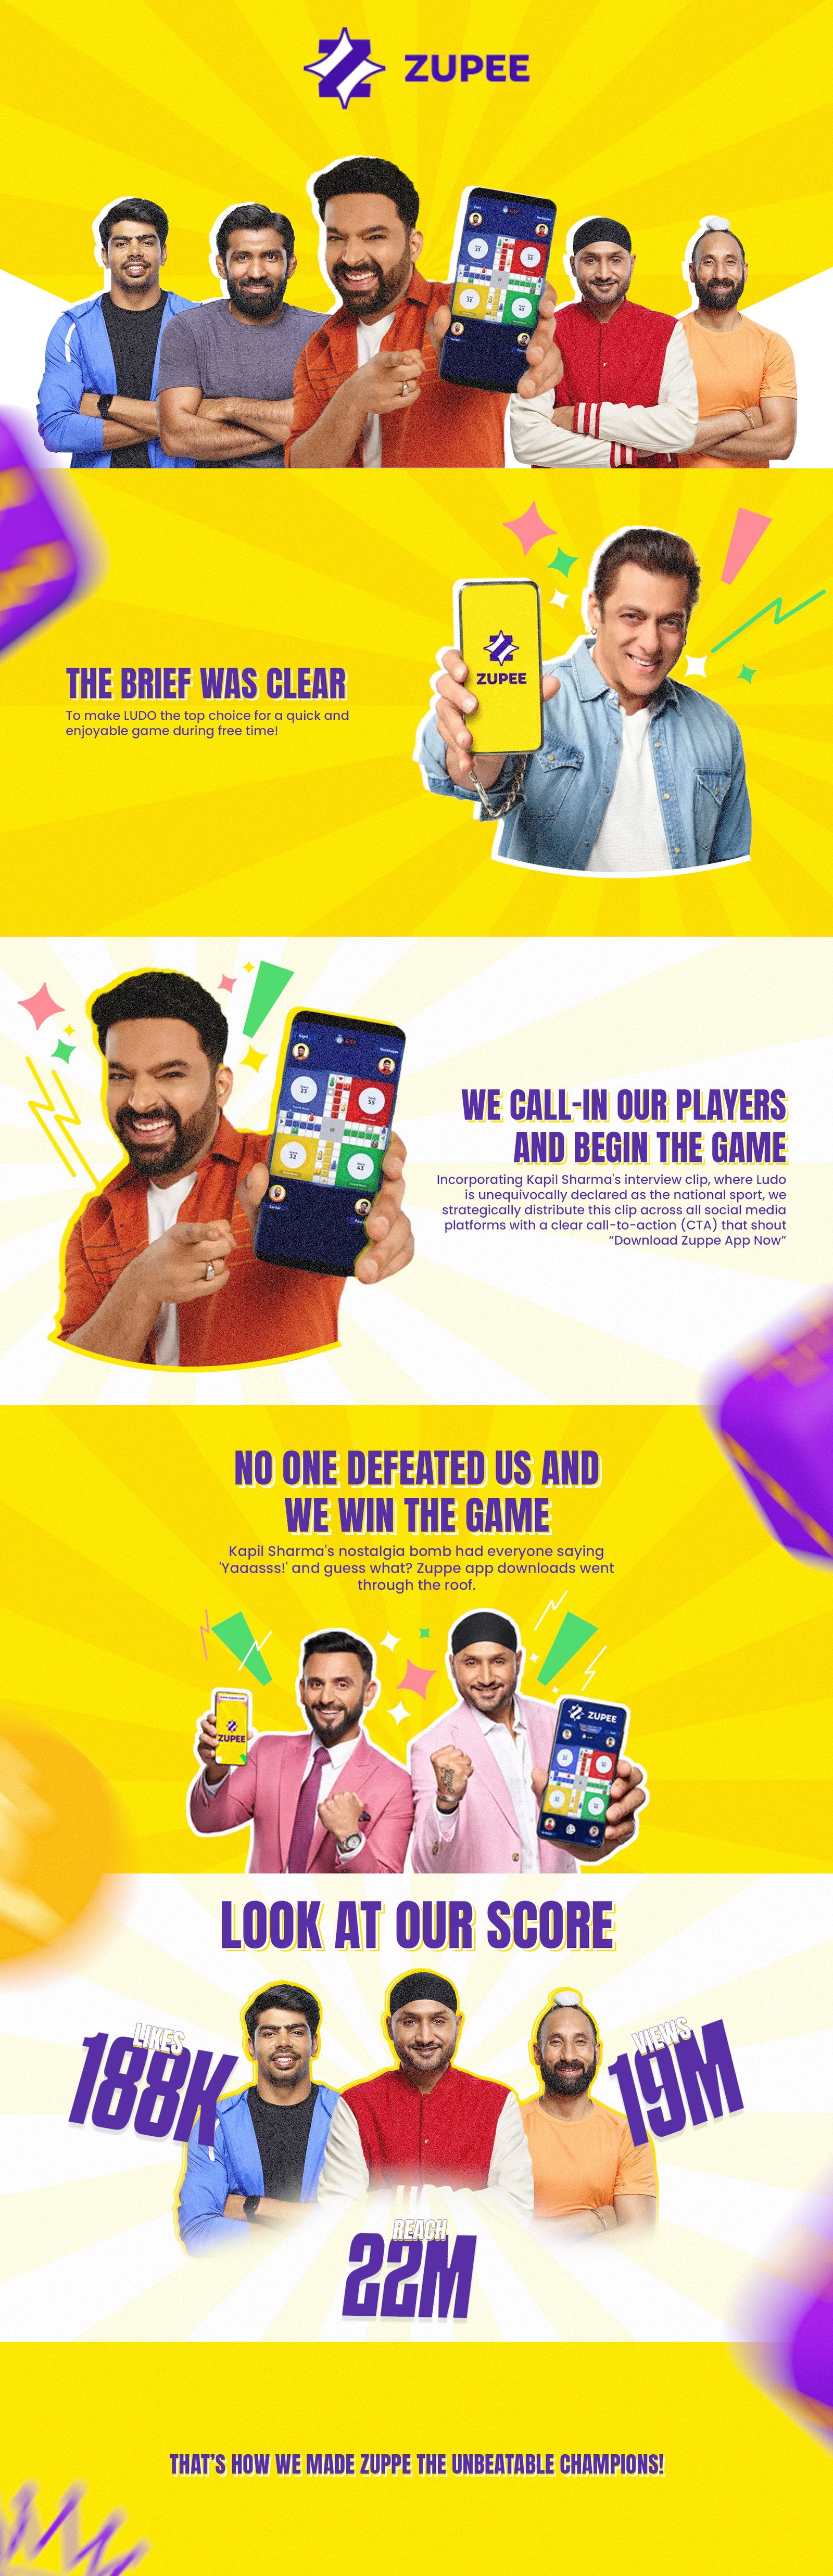 ZUPEE
THE BRIEF WAS CLEAR
To make LUDO the top choice for a quick and
enjoyable game during free time!
ZUPEE
WE CALL-IN OUR PLAYERS
AND BEGIN THE GAME
Incorporating Kapil Sharma's interview clip, where Ludo
is unequivocally declared as the national sport, we
strategically distribute this clip across all social media
platforms with a clear call-to-action (CTA) that shout
“Download Zuppe App Now”
NO ONE DEFEATED US AND
WE WIN THE GAME
Kapil Sharma's nostalgia bomb had everyone saying
'Yaaasss!' and guess what? Zuppe app downloads went
through the roof.
ZUPEE
ZUPEE
LOOK AT OUR SCORE
LIKES
188K
VIEWS
19M
REACH
22M
THAT'S HOW WE MADE ZUPPE THE UNBEATABLE CHAMPIONS!